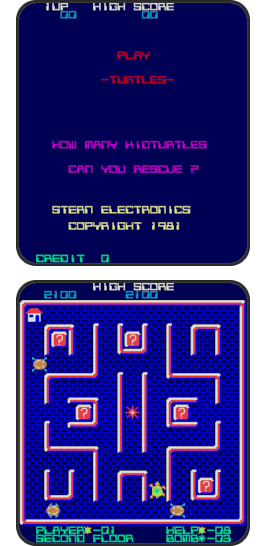 1UP HIGH SCORE
00 00
PLAY
-TURTLES-
HOW MANY KIDTURTLES
CAN YOU RESCUE ?
STERN ELECTRONICS
COPYRIGHT 1981
CREDIT 0
HIGH SCORE
2100 2100
?
?
?
?
?
PLAYER*-01 HELP*-08
SECOND FLOOR BOMB*-03